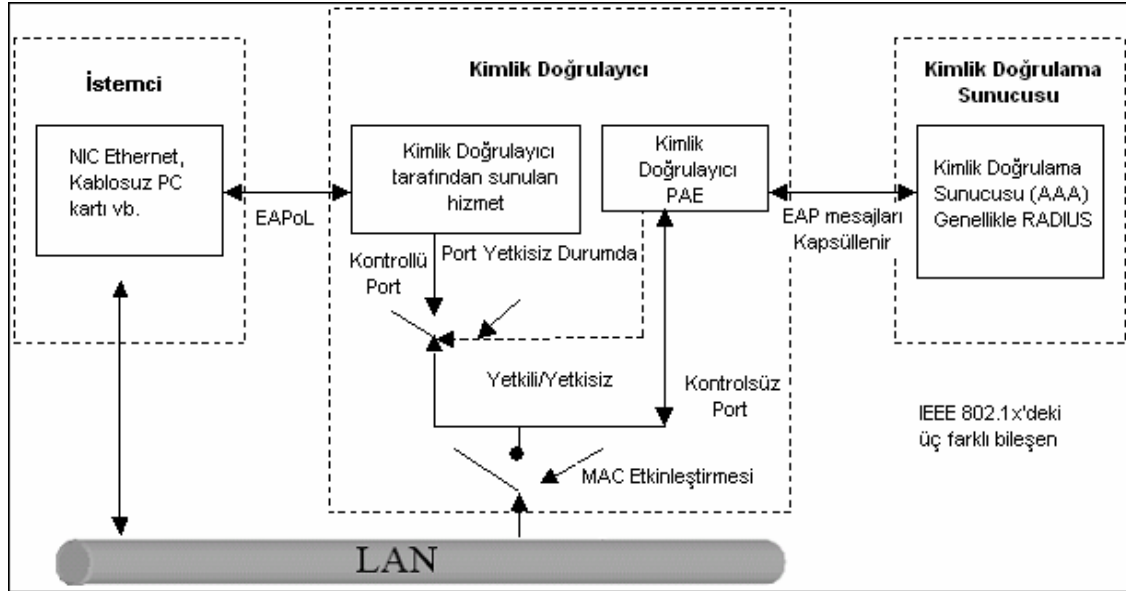 İstemci
NIC Ethernet,
Kablosuz PC
kartı vb.
EAPoL
Kimlik Doğrulayıcı
Kimlik Doğrulayıcı
tarafından sunulan
hizmet
Kimlik
Doğrulayıcı
PAE
Kontrollü
Port
Port Yetkisiz Durumda
Yetkili/Yetkisiz
Kontrolsüz
Port
MAC Etkinleştirmesi
EAP mesajları
Kapsüllenir
Kimlik Doğrulama
Sunucusu
Kimlik Doğrulama
Sunucusu (AAA)
Genellikle RADIUS
IEEE 802.1x'deki
üç farklı bileşen
LAN